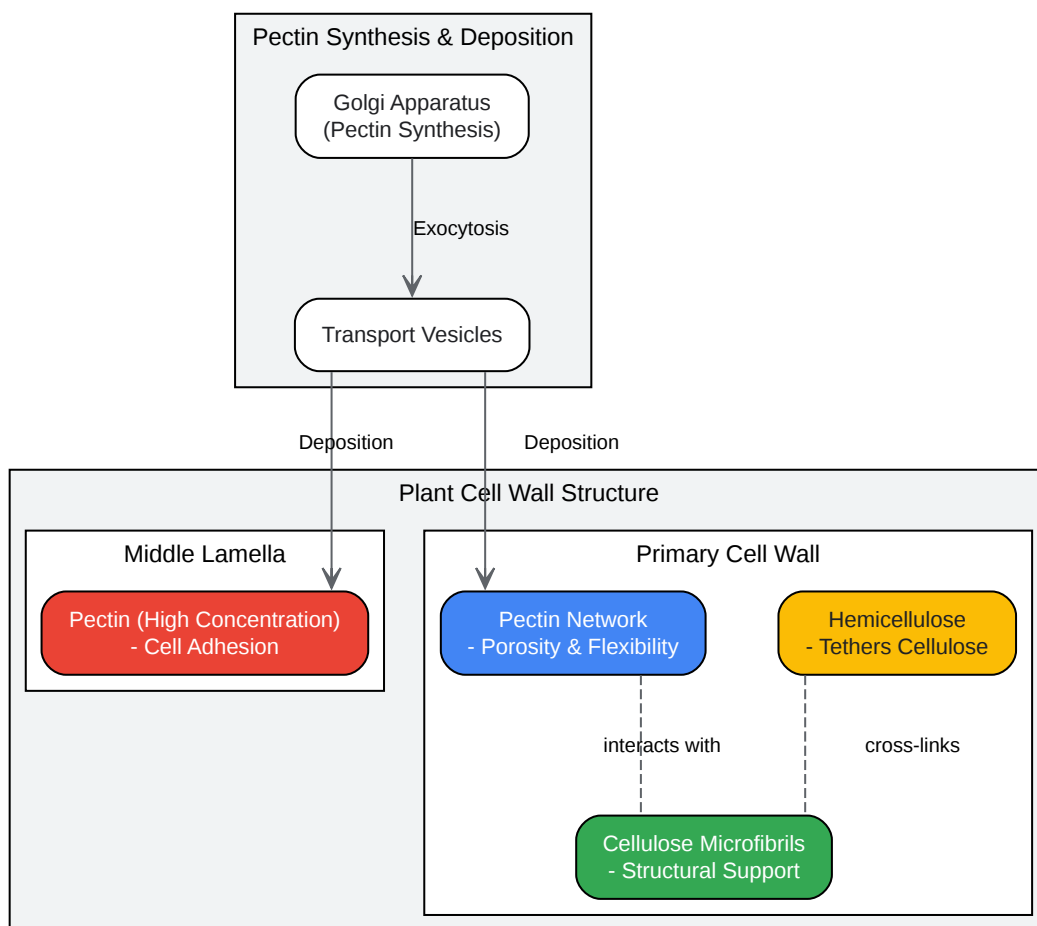 Pectin Synthesis & Deposition
Golgi Apparatus
(Pectin Synthesis)
Exocytosis
Transport Vesicles
Deposition
Deposition
Plant Cell Wall Structure
Middle Lamella
Pectin (High Concentration)
- Cell Adhesion
Primary Cell Wall
Pectin Network
- Porosity & Flexibility
Hemicellulose
- Tethers Cellulose
interacts with
cross-links
Cellulose Microfibrils
- Structural Support